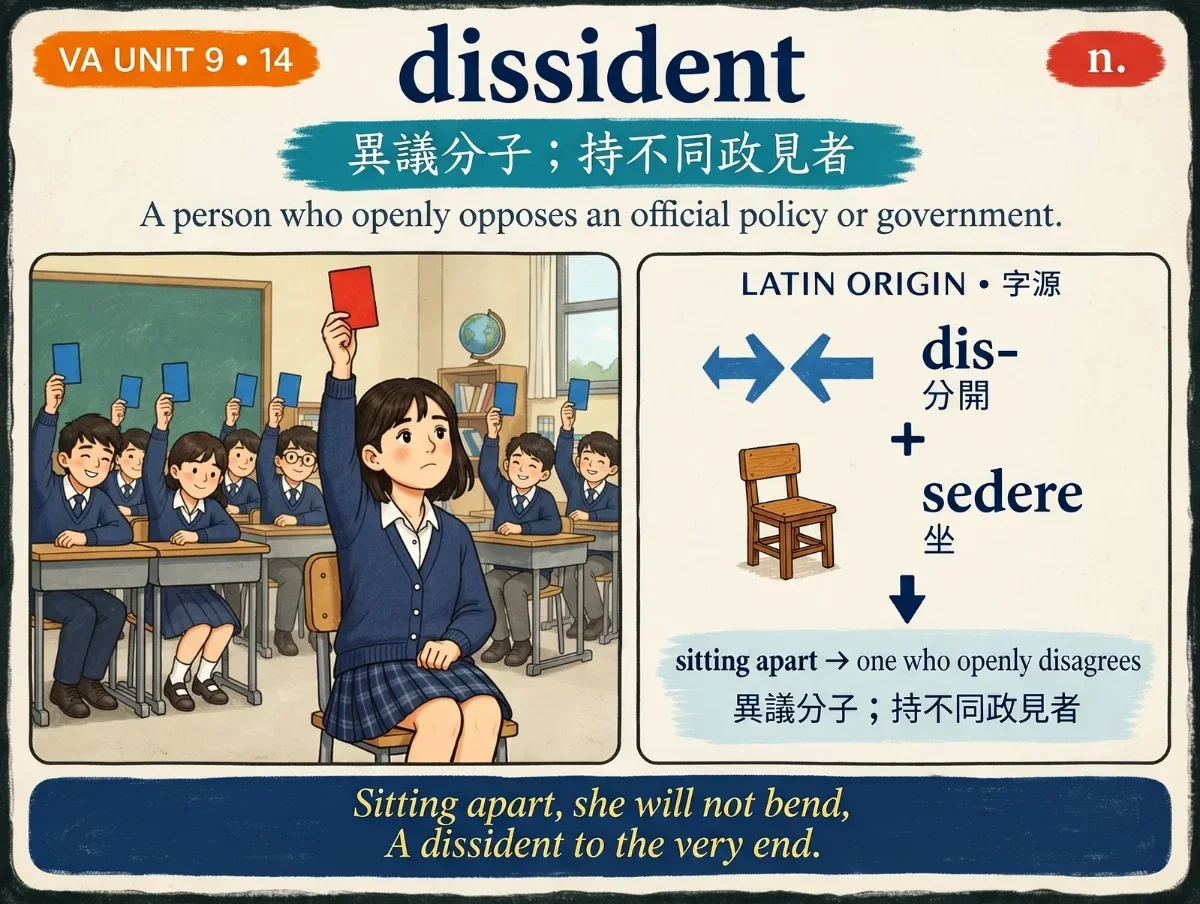 VA UNIT 9 • 14
dissident
n.
異議分子；持不同政見者
A person who openly opposes an official policy or government.
LATIN ORIGIN • 字源
dis-
分開
+
sedere
坐
sitting apart → one who openly disagrees
異議分子；持不同政見者
Sitting apart, she will not bend,
A dissident to the very end.